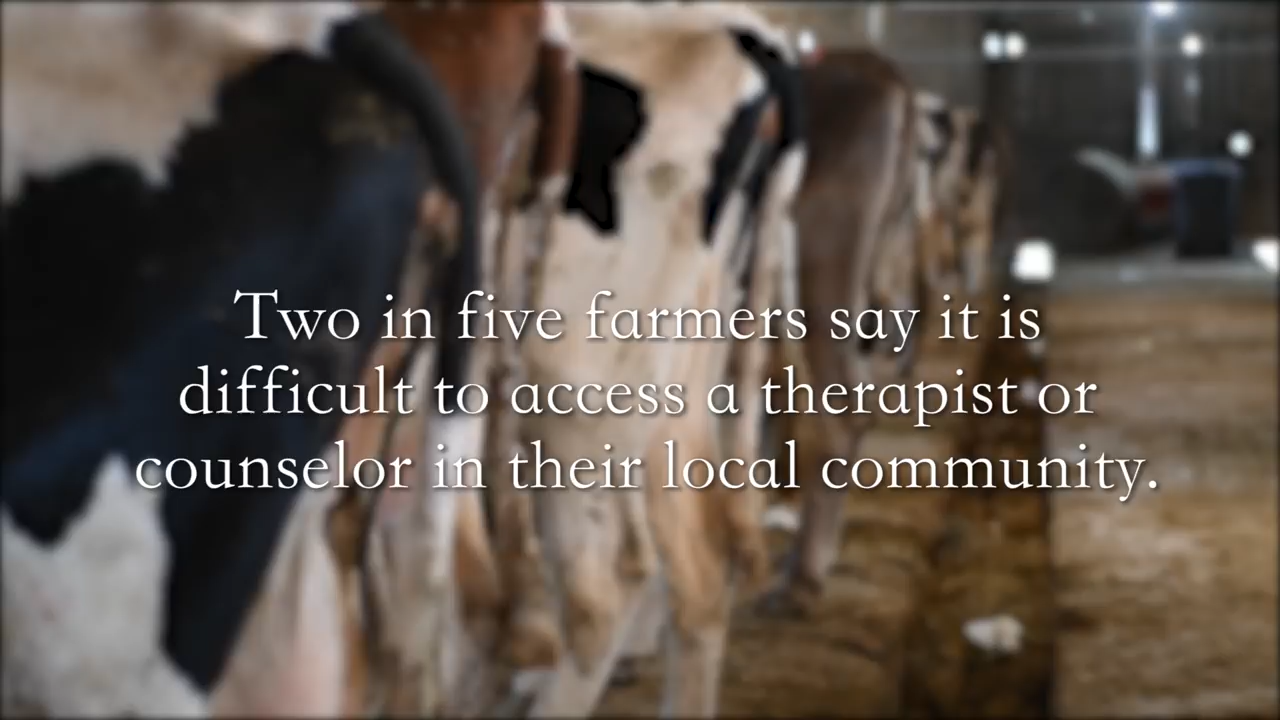 Two in five farmers say it is
difficult to access a therapist or
counselor in their local community.